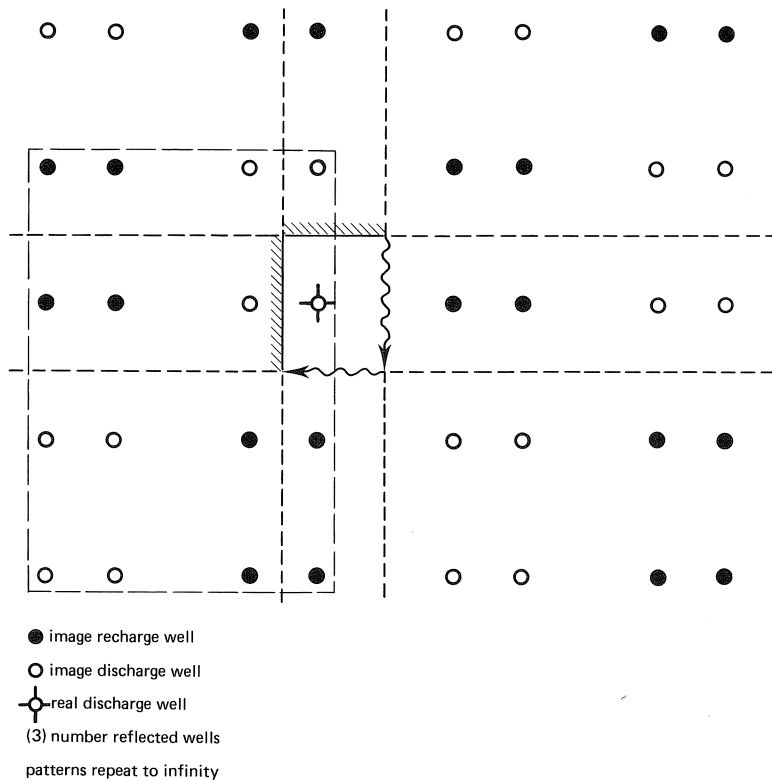 image recharge well
image discharge well
real discharge well
(3) number reflected wells
patterns repeat to infinity